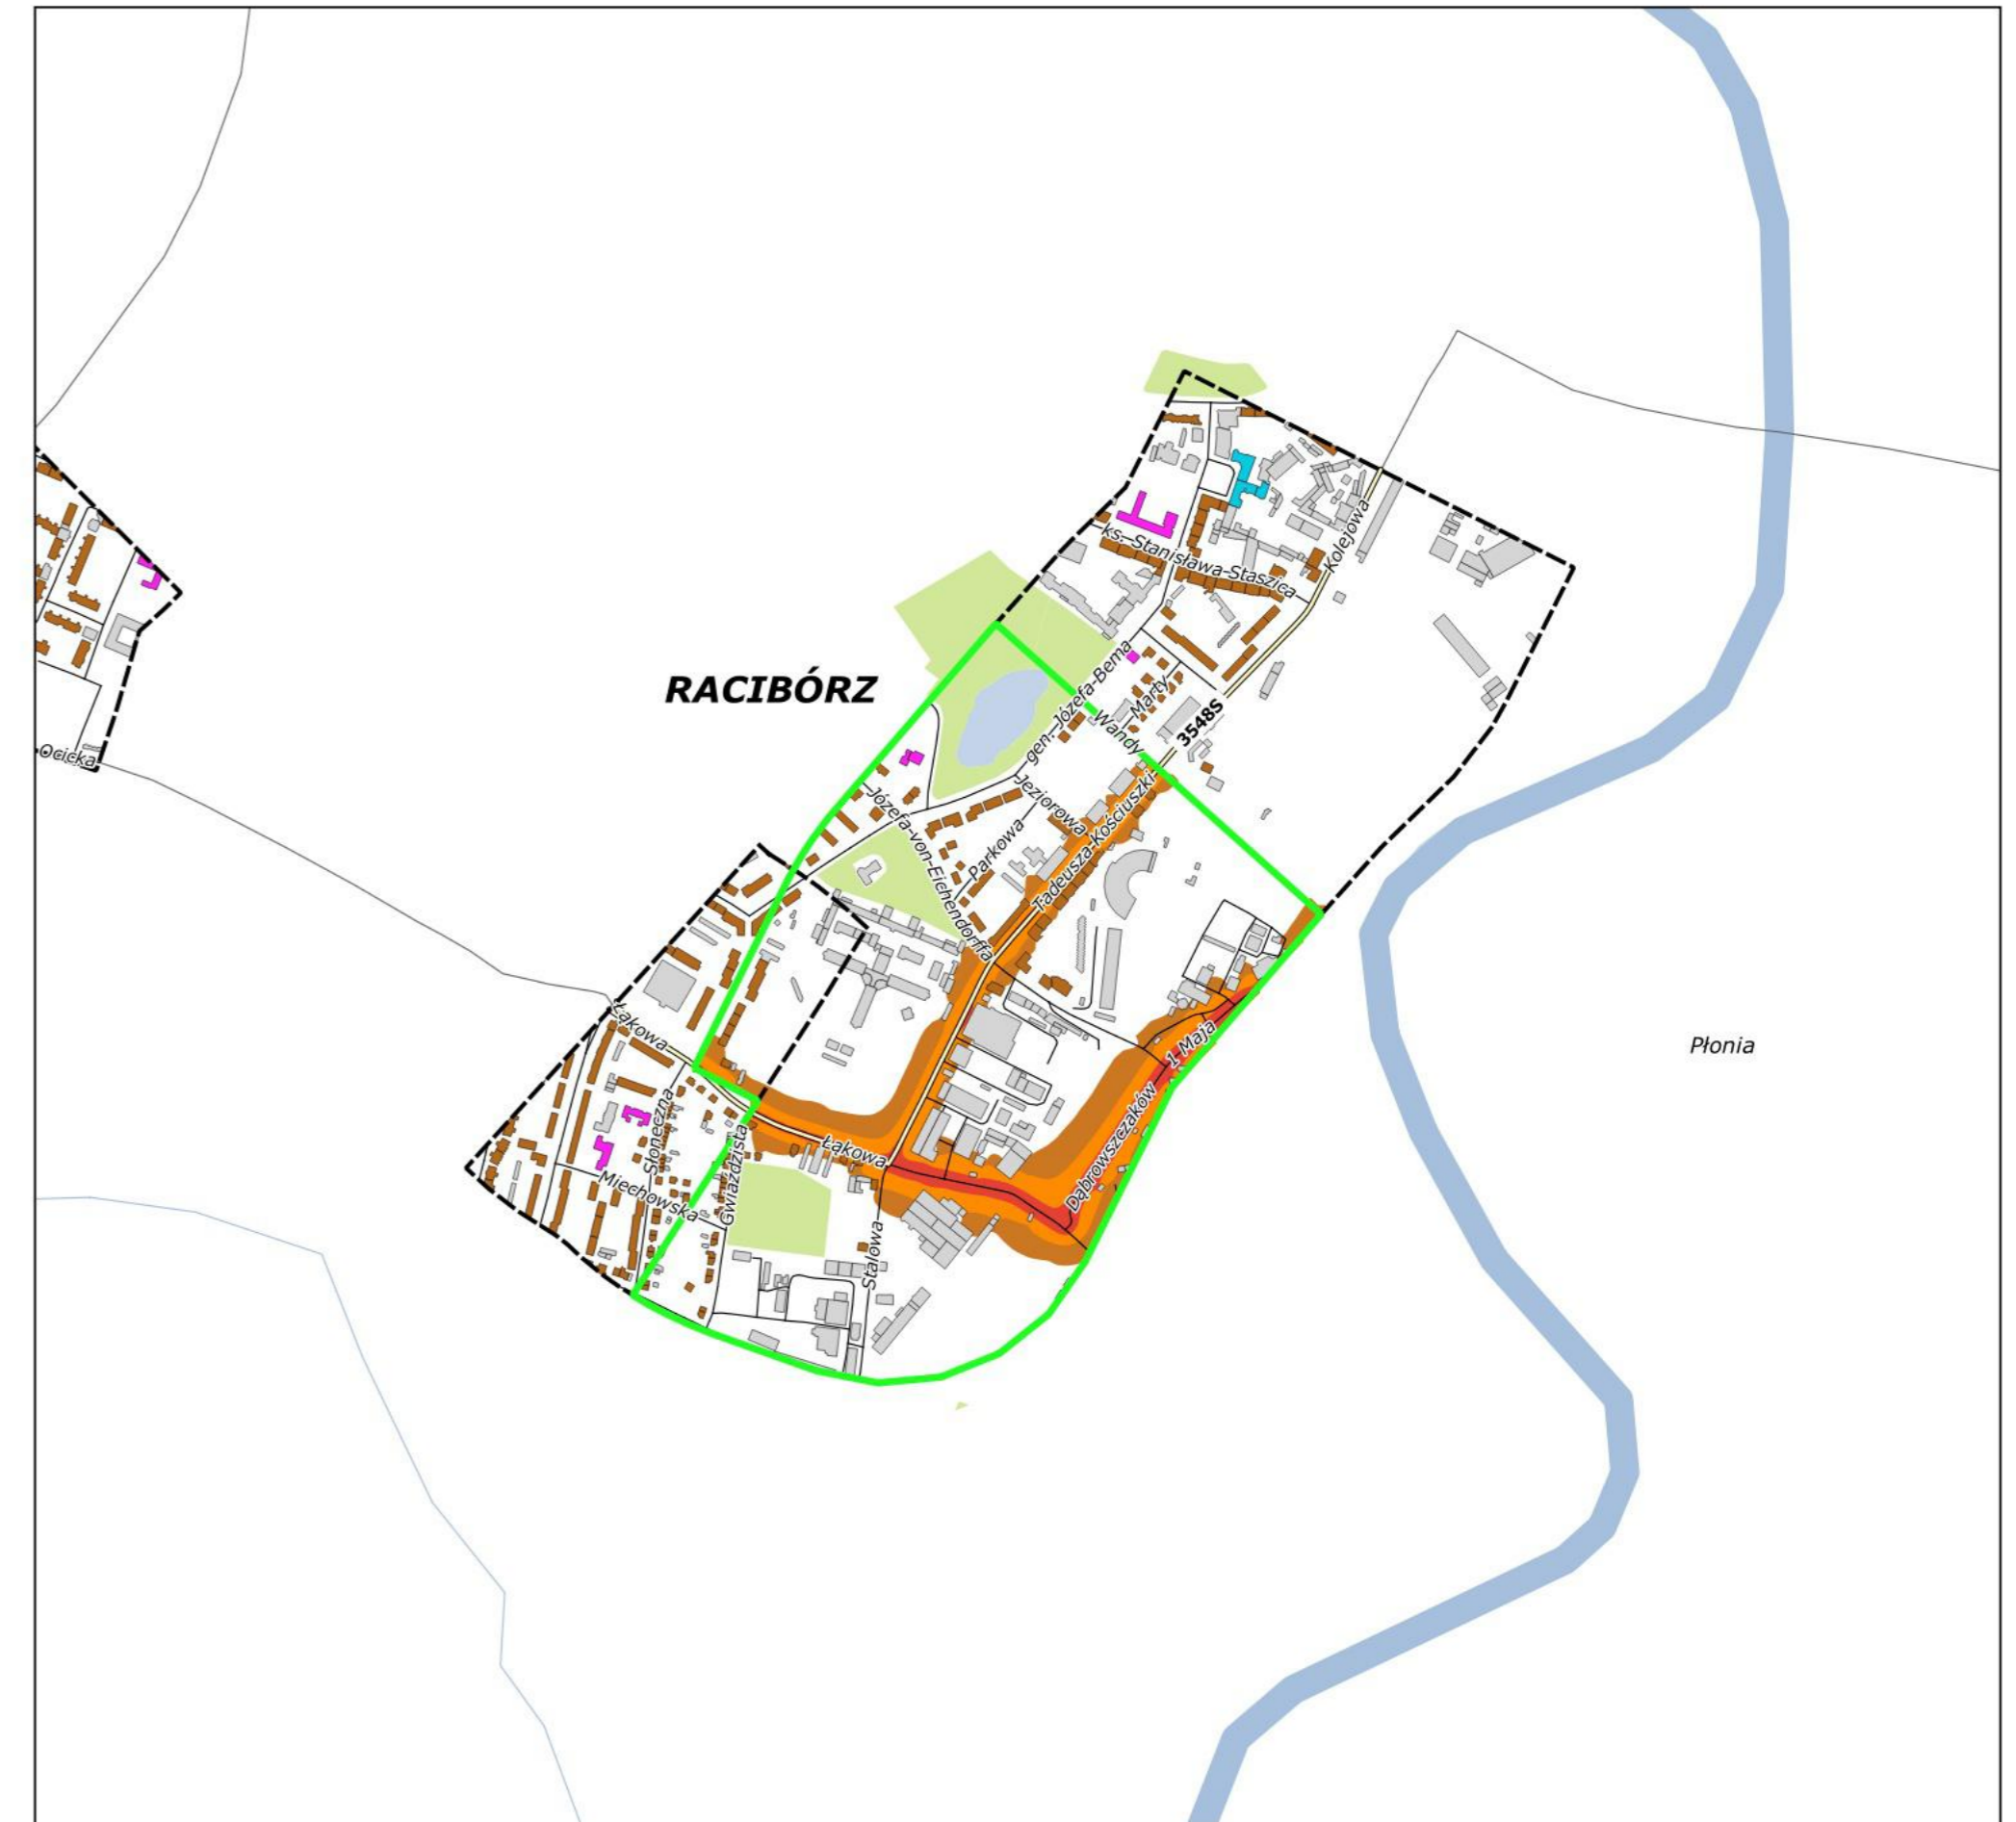 Kolejowa
ks. Stanisława Staszica
RACIBÓRZ
gen. Józefa Bema
Marty
3548S
Wandy
Ocicka
Jeziorowa
Józefa von Eichendorffa
Parkowa
Tadeusza Kościuszki
Łąkowa
1 Maja
Płonia
Słoneczna
Gwiaździsta
Łąkowa
Dąbrowszczaków
Miechowska
Stalowa